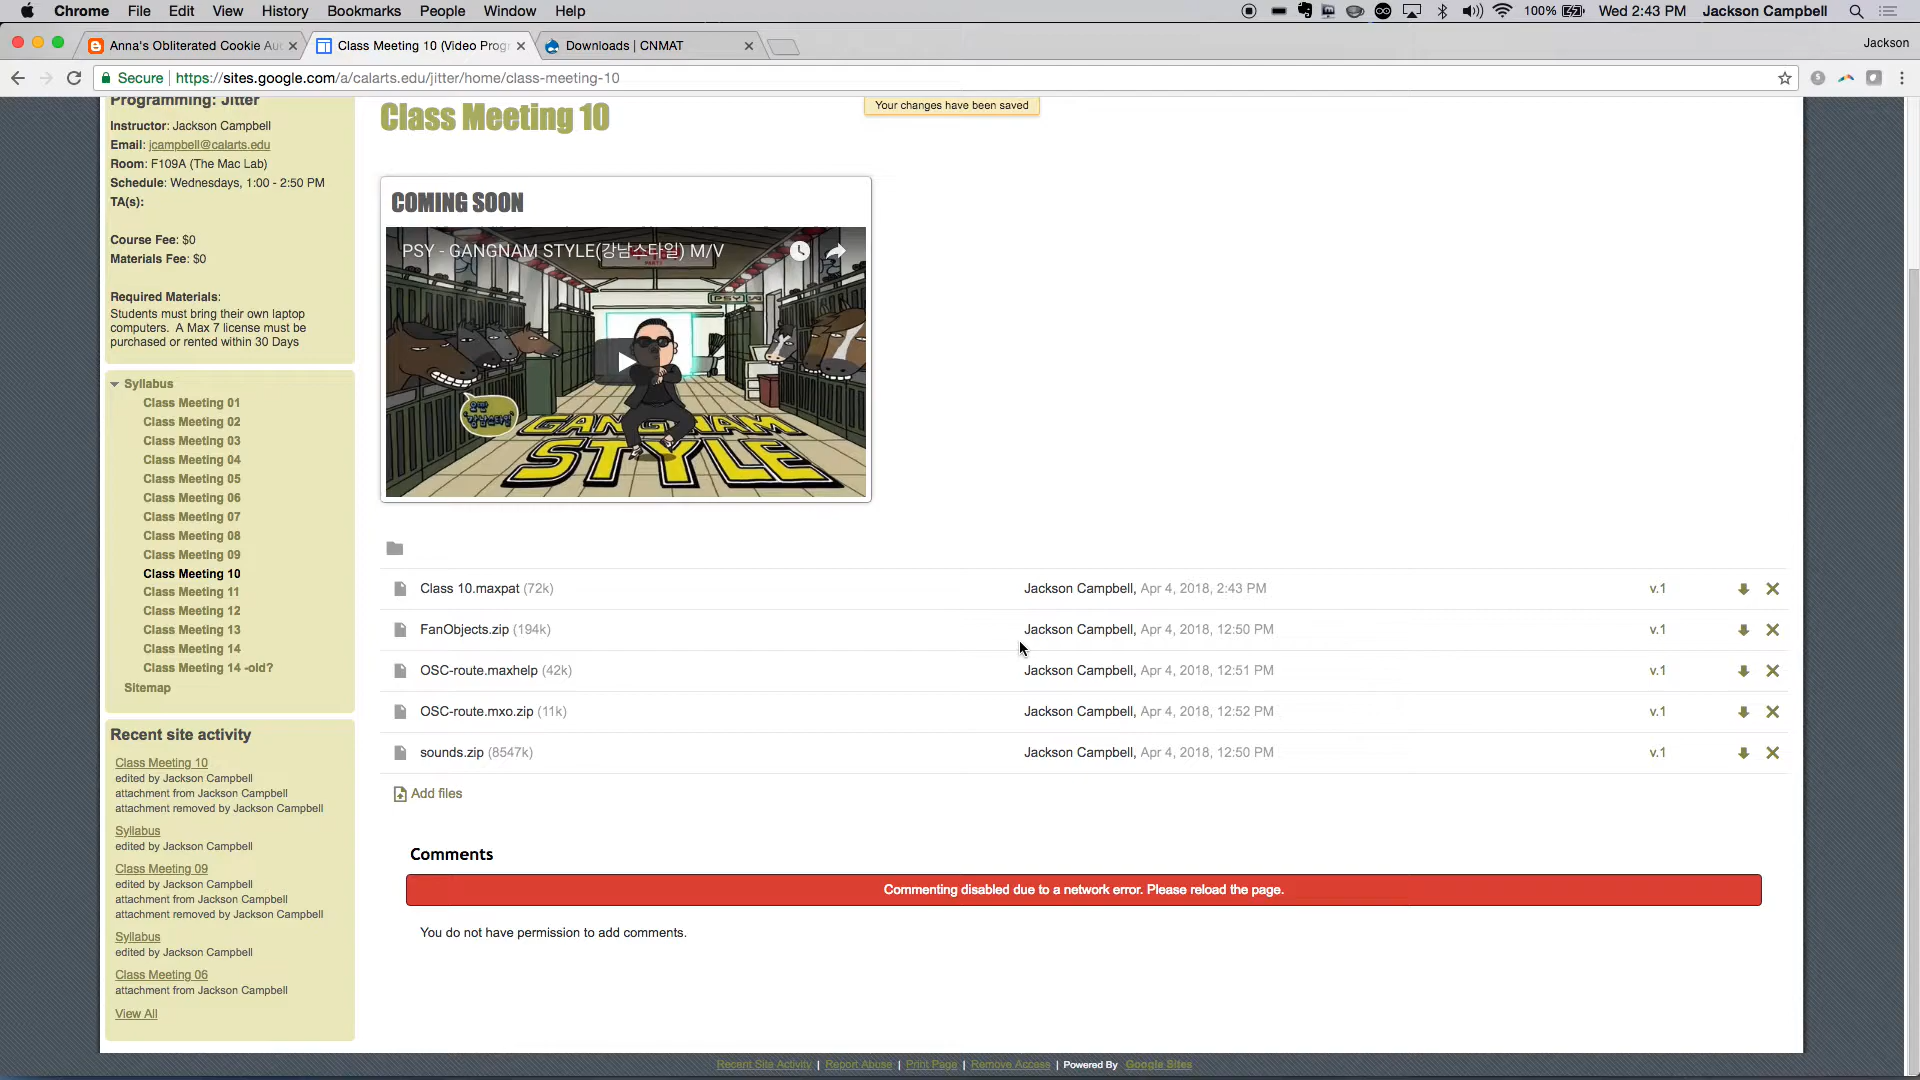 Chrome File Edit View History Bookmarks People Window Help 100% Wed 2:43 PM Jackson Campbell
Anna's Obliterated Cookie Au
Class Meeting 10 (Video Prog
Downloads | CNMAT
Jackson
Secure https://sites.google.com/a/calarts.edu/jitter/home/class-meeting-10
Programming: Jitter
Instructor: Jackson Campbell
Email: jcampbell@calarts.edu
Room: F109A (The Mac Lab)
Schedule: Wednesdays, 1:00 - 2:50 PM
TA(s):
Course Fee: $0
Materials Fee: $0
Required Materials:
Students must bring their own laptop
computers. A Max 7 license must be
purchased or rented within 30 Days
Syllabus
Class Meeting 01
Class Meeting 02
Class Meeting 03
Class Meeting 04
Class Meeting 05
Class Meeting 06
Class Meeting 07
Class Meeting 08
Class Meeting 09
Class Meeting 10
Class Meeting 11
Class Meeting 12
Class Meeting 13
Class Meeting 14
Class Meeting 14 -old?
Sitemap
Recent site activity
Class Meeting 10
edited by Jackson Campbell
attachment from Jackson Campbell
attachment removed by Jackson Campbell
Syllabus
edited by Jackson Campbell
Class Meeting 09
edited by Jackson Campbell
attachment from Jackson Campbell
attachment removed by Jackson Campbell
Syllabus
edited by Jackson Campbell
Class Meeting 06
attachment from Jackson Campbell
View All
Your changes have been saved
Class Meeting 10
COMING SOON
PSY - GANGNAM STYLE(강남스타일) M/V
PSY
오빤
강남스타일
GANGNAM
STYLE
Class 10.maxpat (72k) Jackson Campbell, Apr 4, 2018, 2:43 PM v.1
FanObjects.zip (194k) Jackson Campbell, Apr 4, 2018, 12:50 PM v.1
OSC-route.maxhelp (42k) Jackson Campbell, Apr 4, 2018, 12:51 PM v.1
OSC-route.mxo.zip (11k) Jackson Campbell, Apr 4, 2018, 12:52 PM v.1
sounds.zip (8547k) Jackson Campbell, Apr 4, 2018, 12:50 PM v.1
Add files
Comments
Commenting disabled due to a network error. Please reload the page.
You do not have permission to add comments.
Recent Site Activity | Report Abuse | Print Page | Remove Access | Powered By Google Sites